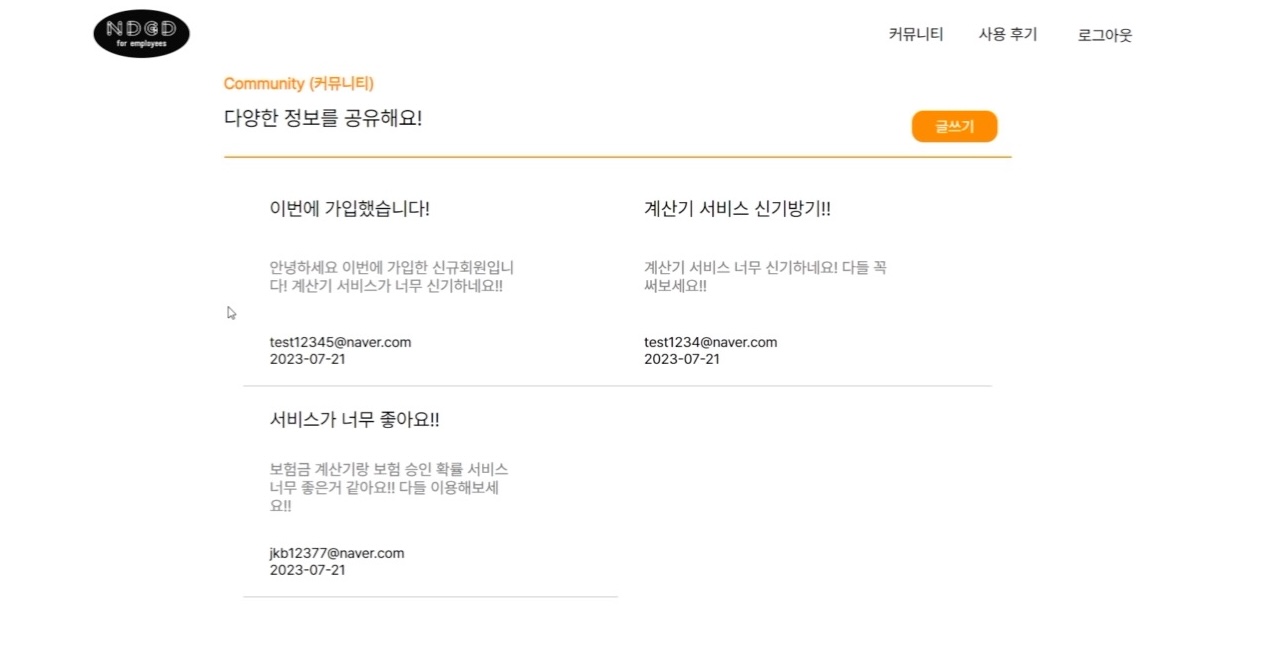 NDGD
for employees
커뮤니티
사용 후기
로그아웃
Community (커뮤니티)
다양한 정보를 공유해요!
글쓰기
이번에 가입했습니다!
안녕하세요 이번에 가입한 신규회원입니
다! 계산기 서비스가 너무 신기하네요!!
test12345@naver.com
2023-07-21
계산기 서비스 신기방기!!
계산기 서비스 너무 신기하네요! 다들 꼭
써보세요!!
test1234@naver.com
2023-07-21
서비스가 너무 좋아요!!
보험금 계산기랑 보험 승인 확률 서비스
너무 좋은거 같아요!! 다들 이용해보세
요!!
jkb12377@naver.com
2023-07-21